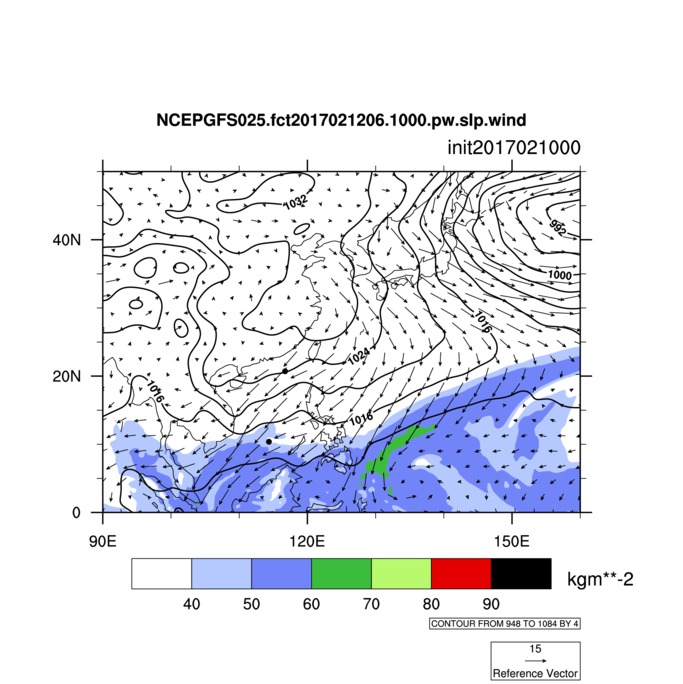 NCEPGFS025.fct2017021206.1000.pw.slp.wind
init2017021000
1032
992
40N
1000
1016
1024
20N
1016
1016
0
90E 120E 150E
40 50 60 70 80 90 kgm**-2
CONTOUR FROM 948 TO 1084 BY 4
15
Reference Vector